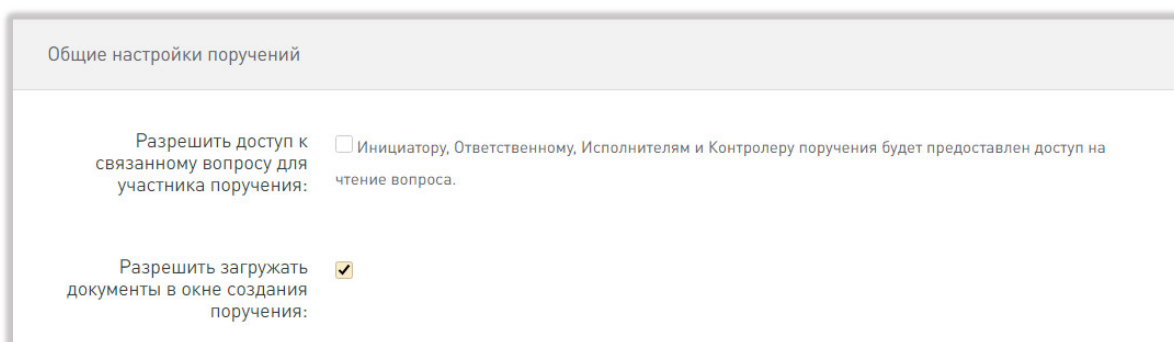 Общие настройки поручений
Разрешить доступ к
связанному вопросу для
участника поручения:
Инициатору, Ответственному, Исполнителям и Контролеру поручения будет предоставлен доступ на
чтение вопроса.
Разрешить загружать
документы в окне создания
поручения: